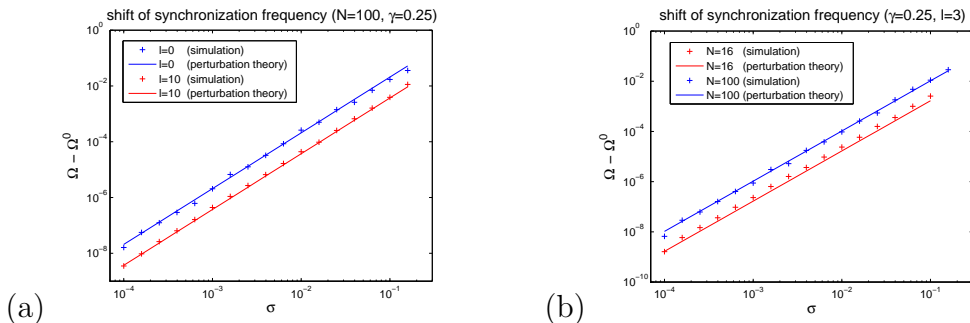 shift of synchronization frequency (N=100, γ=0.25)
10^0
10^-2
10^-4
10^-6
10^-8
Ω − Ω^0
l=0 (simulation)
l=0 (perturbation theory)
l=10 (simulation)
l=10 (perturbation theory)
10^-4
10^-3
10^-2
10^-1
σ
(a)
shift of synchronization frequency (γ=0.25, l=3)
10^0
10^-2
10^-4
10^-6
10^-8
10^-10
Ω − Ω^0
N=16 (simulation)
N=16 (perturbation theory)
N=100 (simulation)
N=100 (perturbation theory)
10^-4
10^-3
10^-2
10^-1
σ
(b)